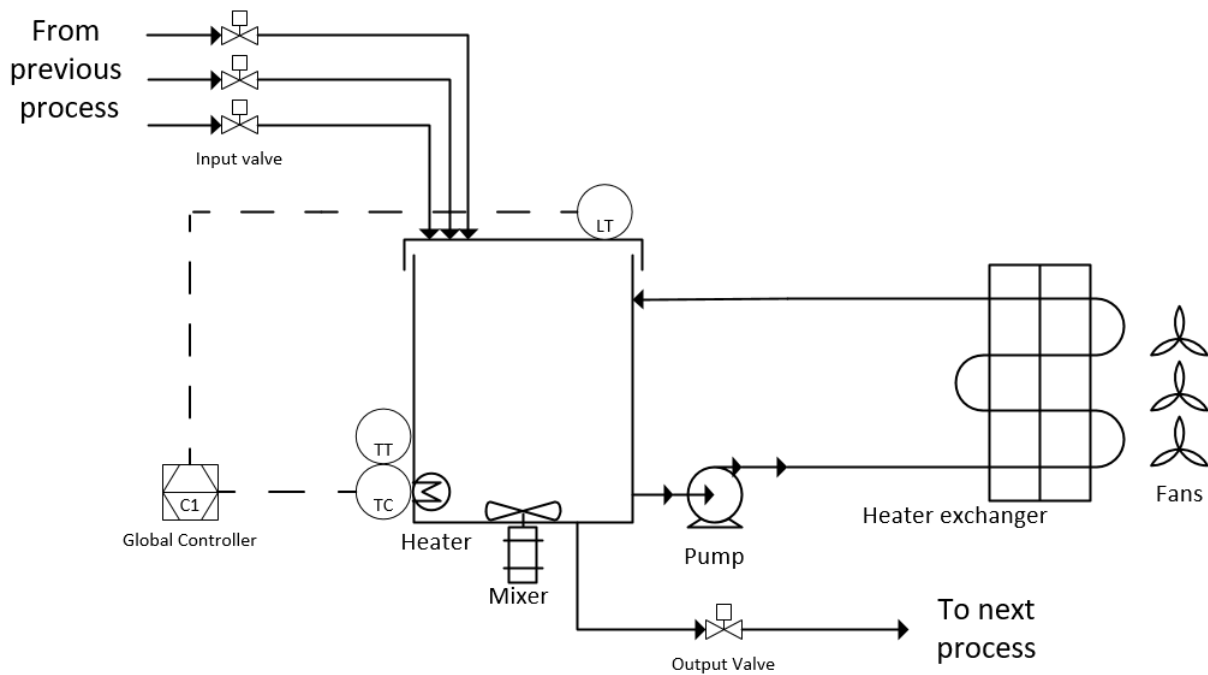 From
previous
process
Input valve
LT
TT
TC
C1
Global Controller
Heater
Mixer
Pump
Heater exchanger
Fans
Output Valve
To next
process